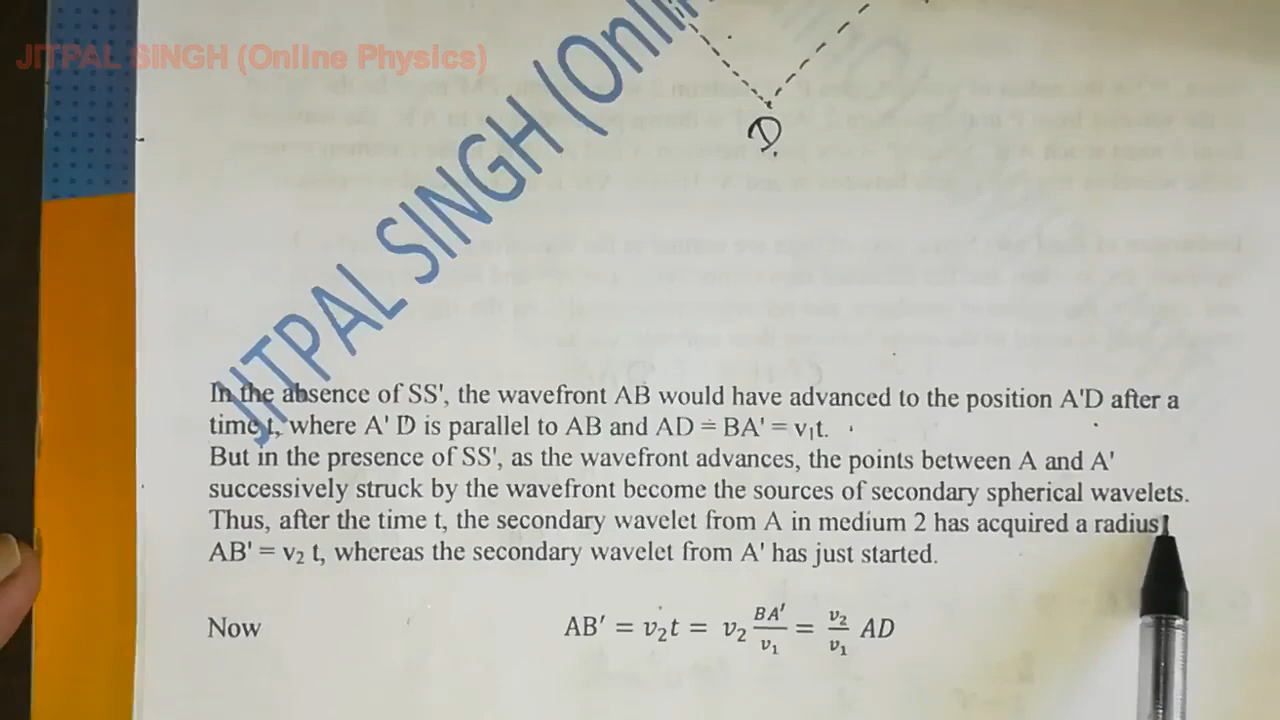 JITPAL SINGH (Online Physics)
JITPAL SINGH (Onli
D
In the absence of SS', the wavefront AB would have advanced to the position A'D after a
time t, where A' D is parallel to AB and AD = BA' = v₁t.
But in the presence of SS', as the wavefront advances, the points between A and A'
successively struck by the wavefront become the sources of secondary spherical wavelets.
Thus, after the time t, the secondary wavelet from A in medium 2 has acquired a radius
AB' = v₂ t, whereas the secondary wavelet from A' has just started.
Now AB′ = v₂t = v₂ BA′/v₁ = v₂/v₁ AD